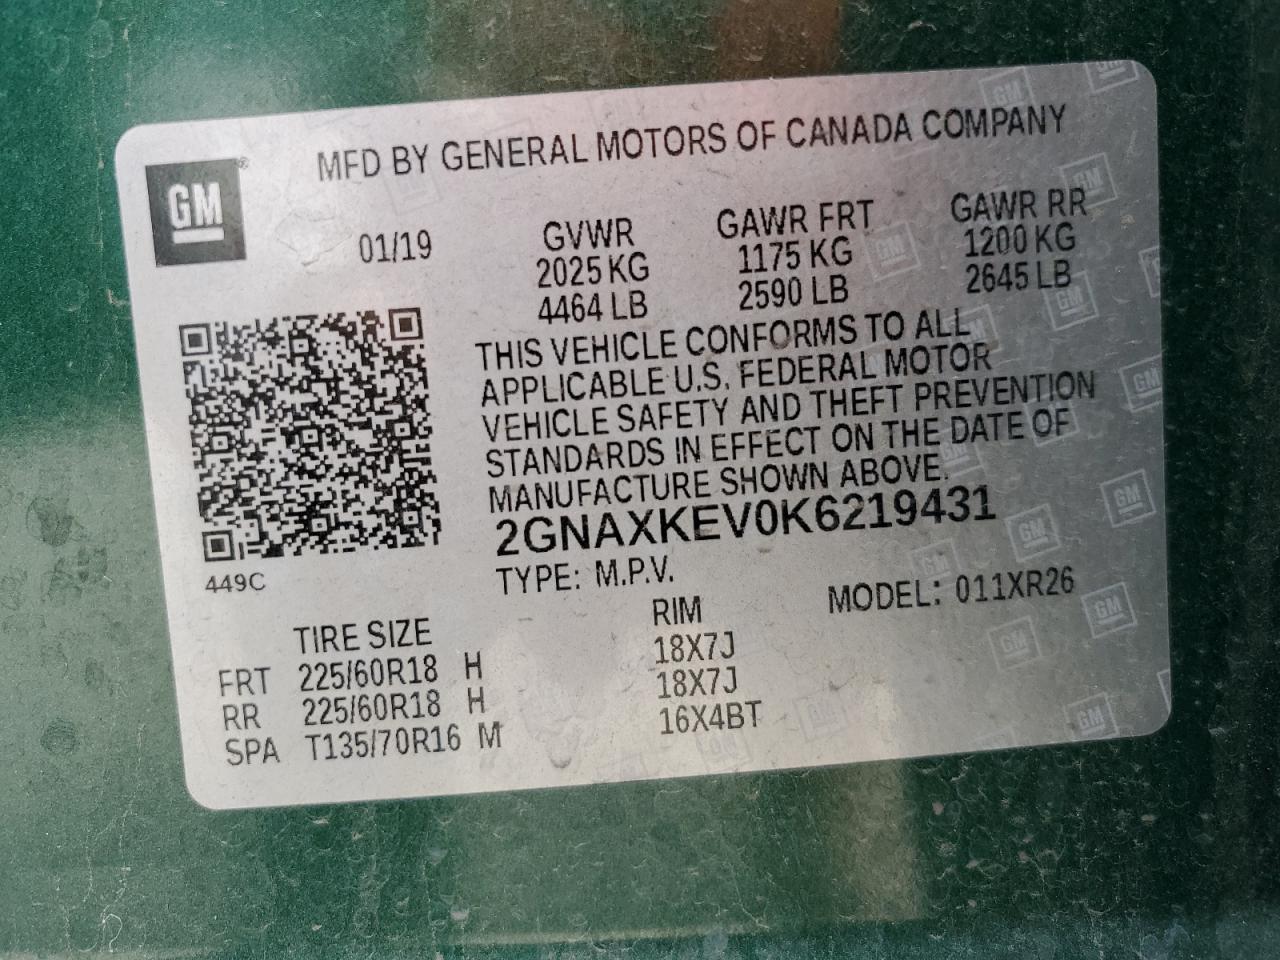 MFD BY GENERAL MOTORS OF CANADA COMPANY
GM®
01/19
GVWR GAWR FRT GAWR RR
2025 KG 1175 KG 1200 KG
4464 LB 2590 LB 2645 LB
THIS VEHICLE CONFORMS TO ALL
APPLICABLE U.S. FEDERAL MOTOR
VEHICLE SAFETY AND THEFT PREVENTION
STANDARDS IN EFFECT ON THE DATE OF
MANUFACTURE SHOWN ABOVE.
2GNAXKEV0K6219431
449C
TYPE: M.P.V. MODEL: 011XR26
TIRE SIZE RIM
FRT 225/60R18 H 18X7J
RR 225/60R18 H 18X7J
SPA T135/70R16 M 16X4BT